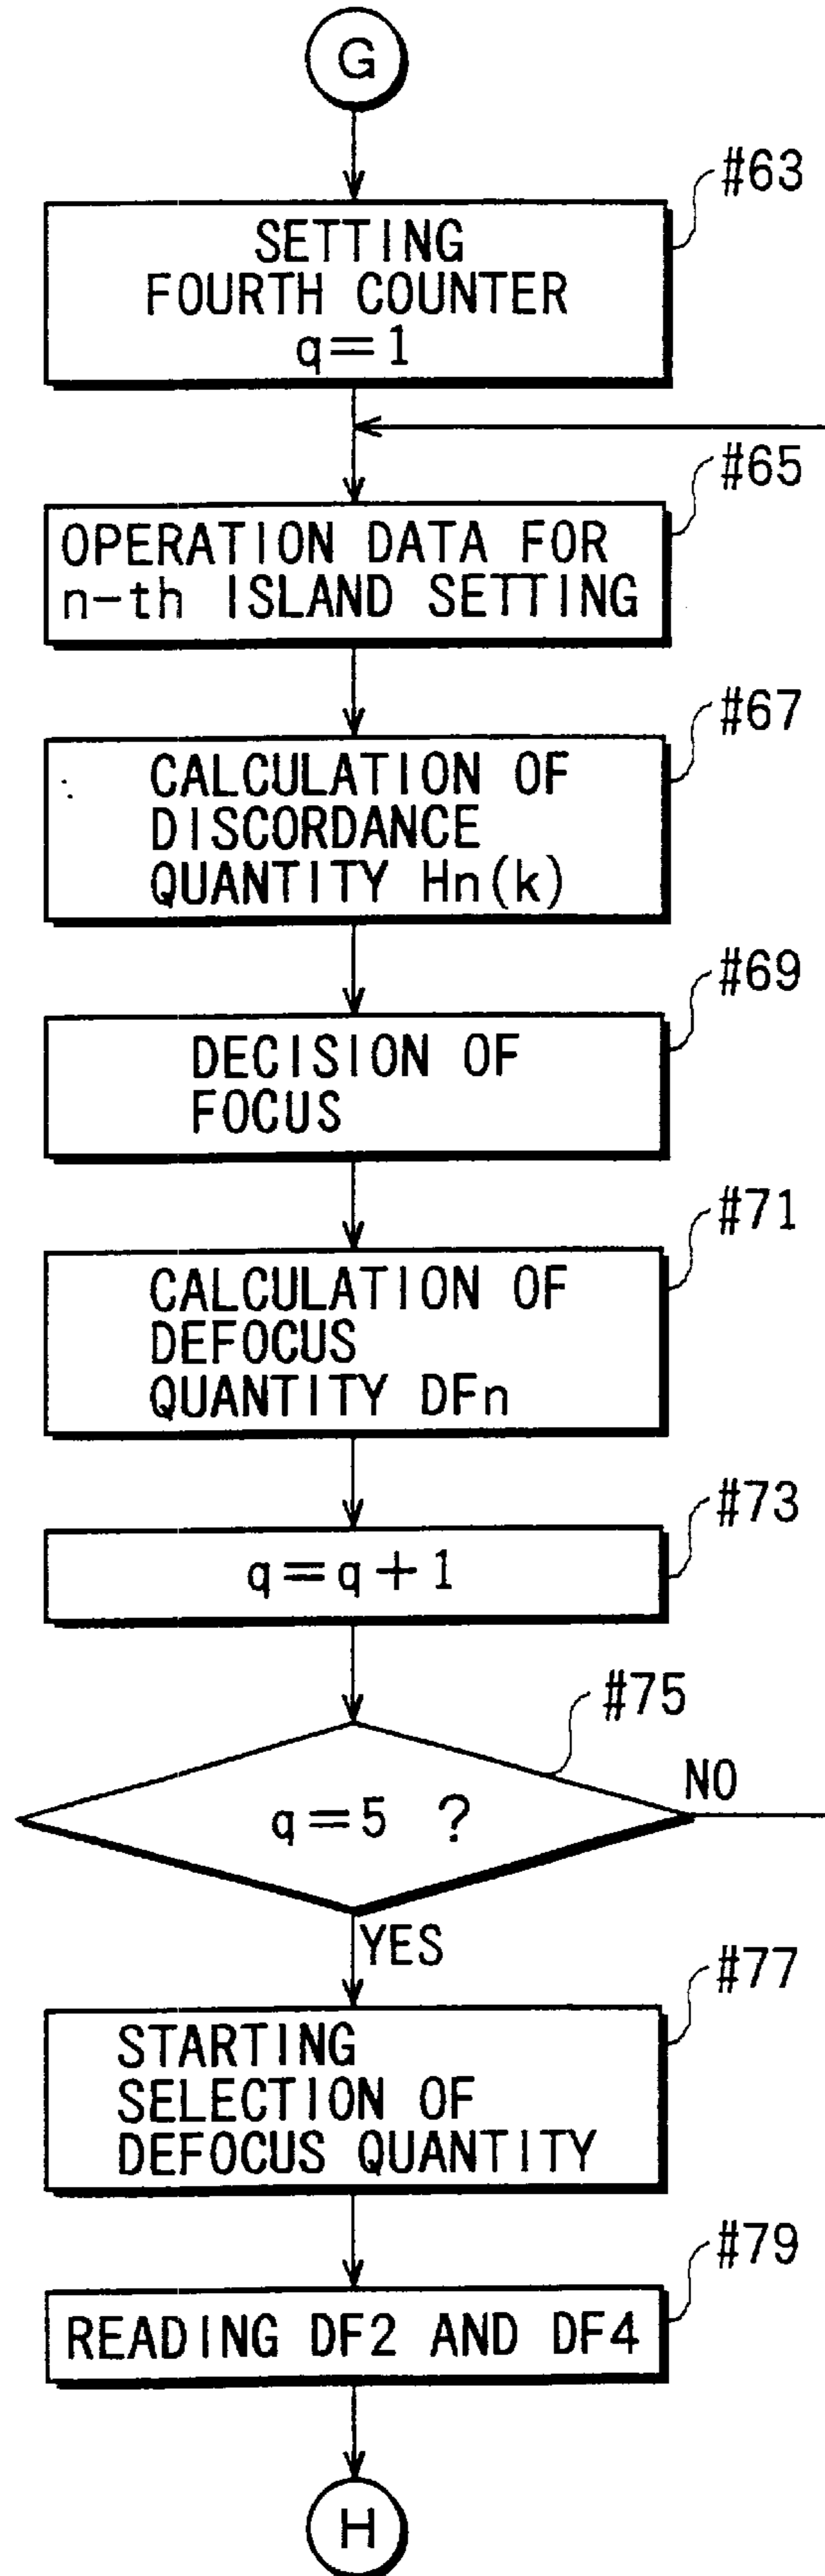 G
#63
SETTING
FOURTH COUNTER
q=1
#65
OPERATION DATA FOR
n-th ISLAND SETTING
#67
CALCULATION OF
DISCORDANCE
QUANTITY Hn(k)
#69
DECISION OF
FOCUS
#71
CALCULATION OF
DEFOCUS
QUANTITY DFn
#73
q=q+1
#75
q=5 ?
NO
YES
#77
STARTING
SELECTION OF
DEFOCUS QUANTITY
#79
READING DF2 AND DF4
H